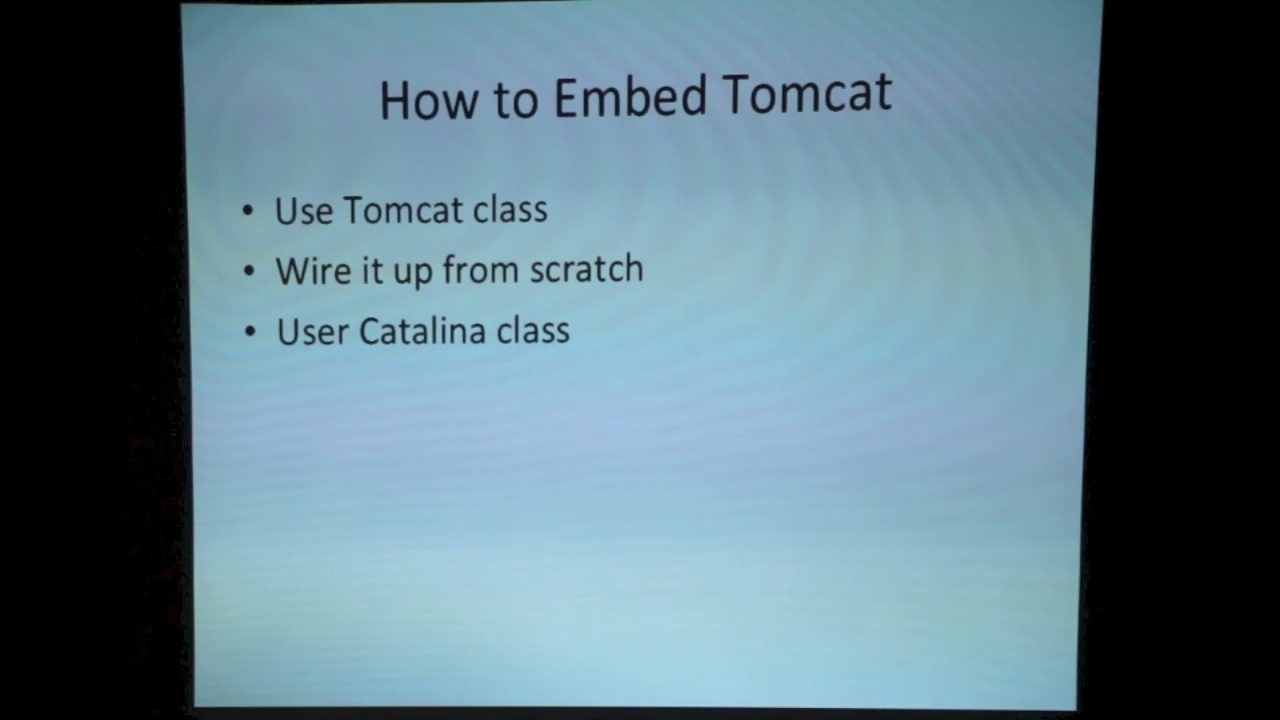 How to Embed Tomcat
• Use Tomcat class
• Wire it up from scratch
• User Catalina class